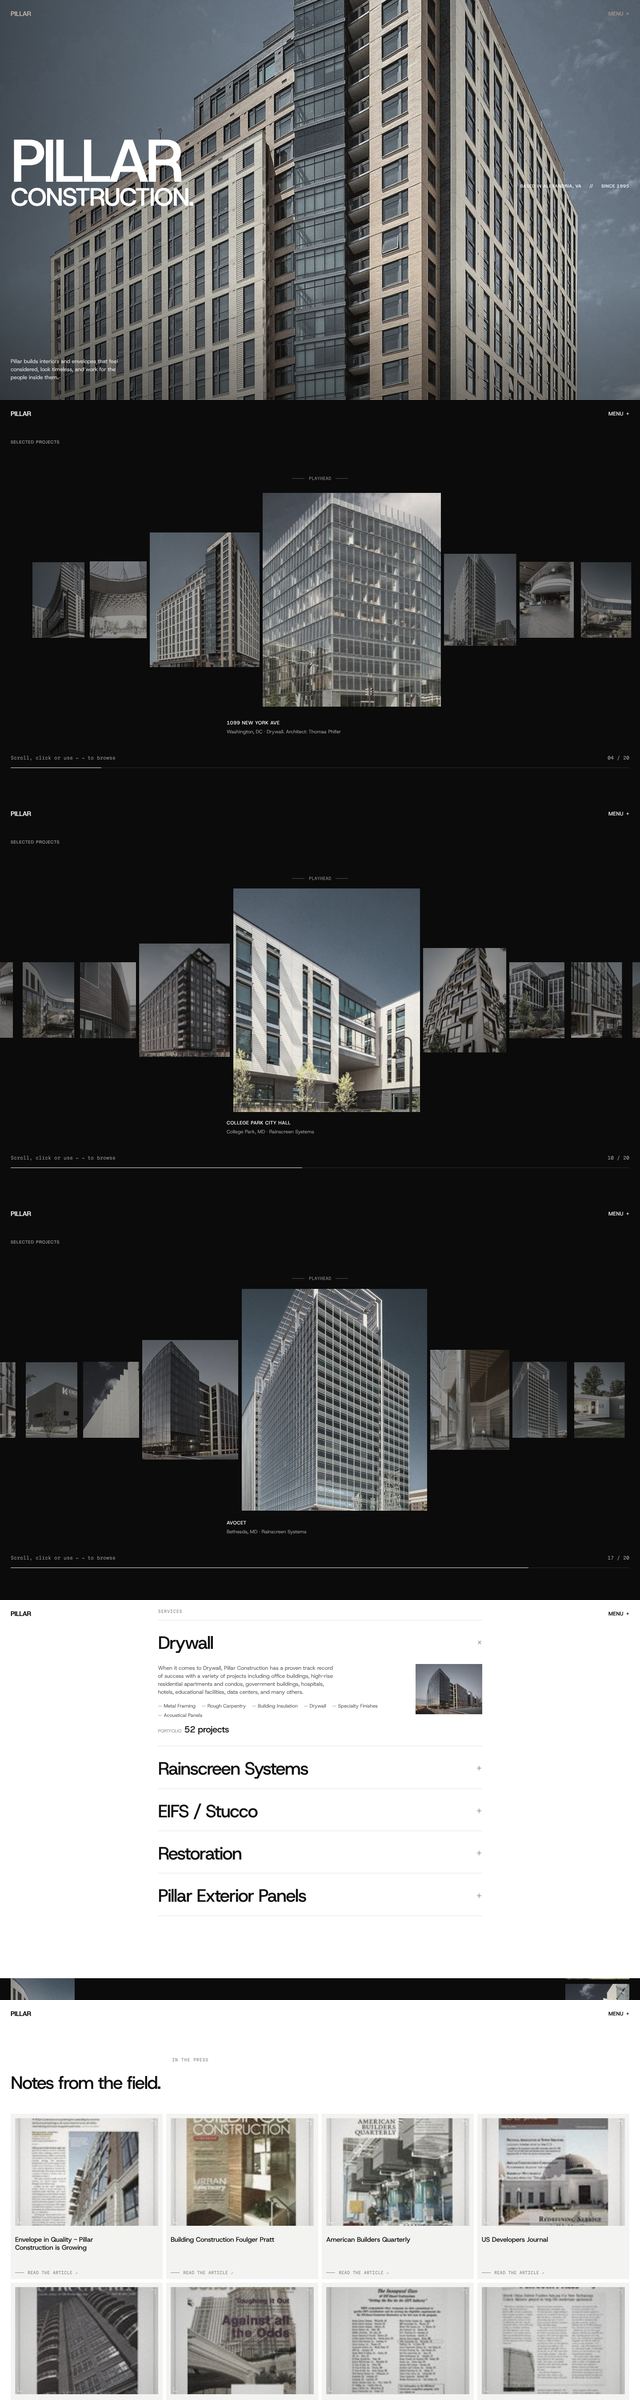 PILLAR
MENU +
PILLAR
CONSTRUCTION.
BASED IN ALEXANDRIA, VA // SINCE 1995
Pillar builds interiors and envelopes that feel
considered, look timeless, and work for the
people inside them.
PILLAR
MENU +
SELECTED PROJECTS
PLAYHEAD
1099 NEW YORK AVE
Washington, DC · Drywall. Architect: Thomas Phifer
Scroll, click or use ← → to browse
04 / 20
PILLAR
MENU +
SELECTED PROJECTS
PLAYHEAD
COLLEGE PARK CITY HALL
College Park, MD · Rainscreen Systems
Scroll, click or use ← → to browse
10 / 20
PILLAR
MENU +
SELECTED PROJECTS
PLAYHEAD
AVOCET
Bethesda, MD · Rainscreen Systems
Scroll, click or use ← → to browse
17 / 20
SERVICES
PILLAR
MENU +
Drywall
When it comes to Drywall, Pillar Construction has a proven track record
of success with a variety of projects including office buildings, high-rise
residential apartments and condos, government buildings, hospitals,
hotels, educational facilities, data centers, and many others.
— Metal Framing — Rough Carpentry — Building Insulation — Drywall — Specialty Finishes
— Acoustical Panels
PORTFOLIO 52 projects
Rainscreen Systems +
EIFS / Stucco +
Restoration +
Pillar Exterior Panels +
PILLAR
MENU +
IN THE PRESS
Notes from the field.
CONSTRUCTION
URBAN
AMERICAN
BUILDERS
QUARTERLY
Envelope in Quality – Pillar
Construction is Growing
Building Construction Foulger Pratt
American Builders Quarterly
US Developers Journal
READ THE ARTICLE
READ THE ARTICLE
READ THE ARTICLE
READ THE ARTICLE
Against all
the Odds